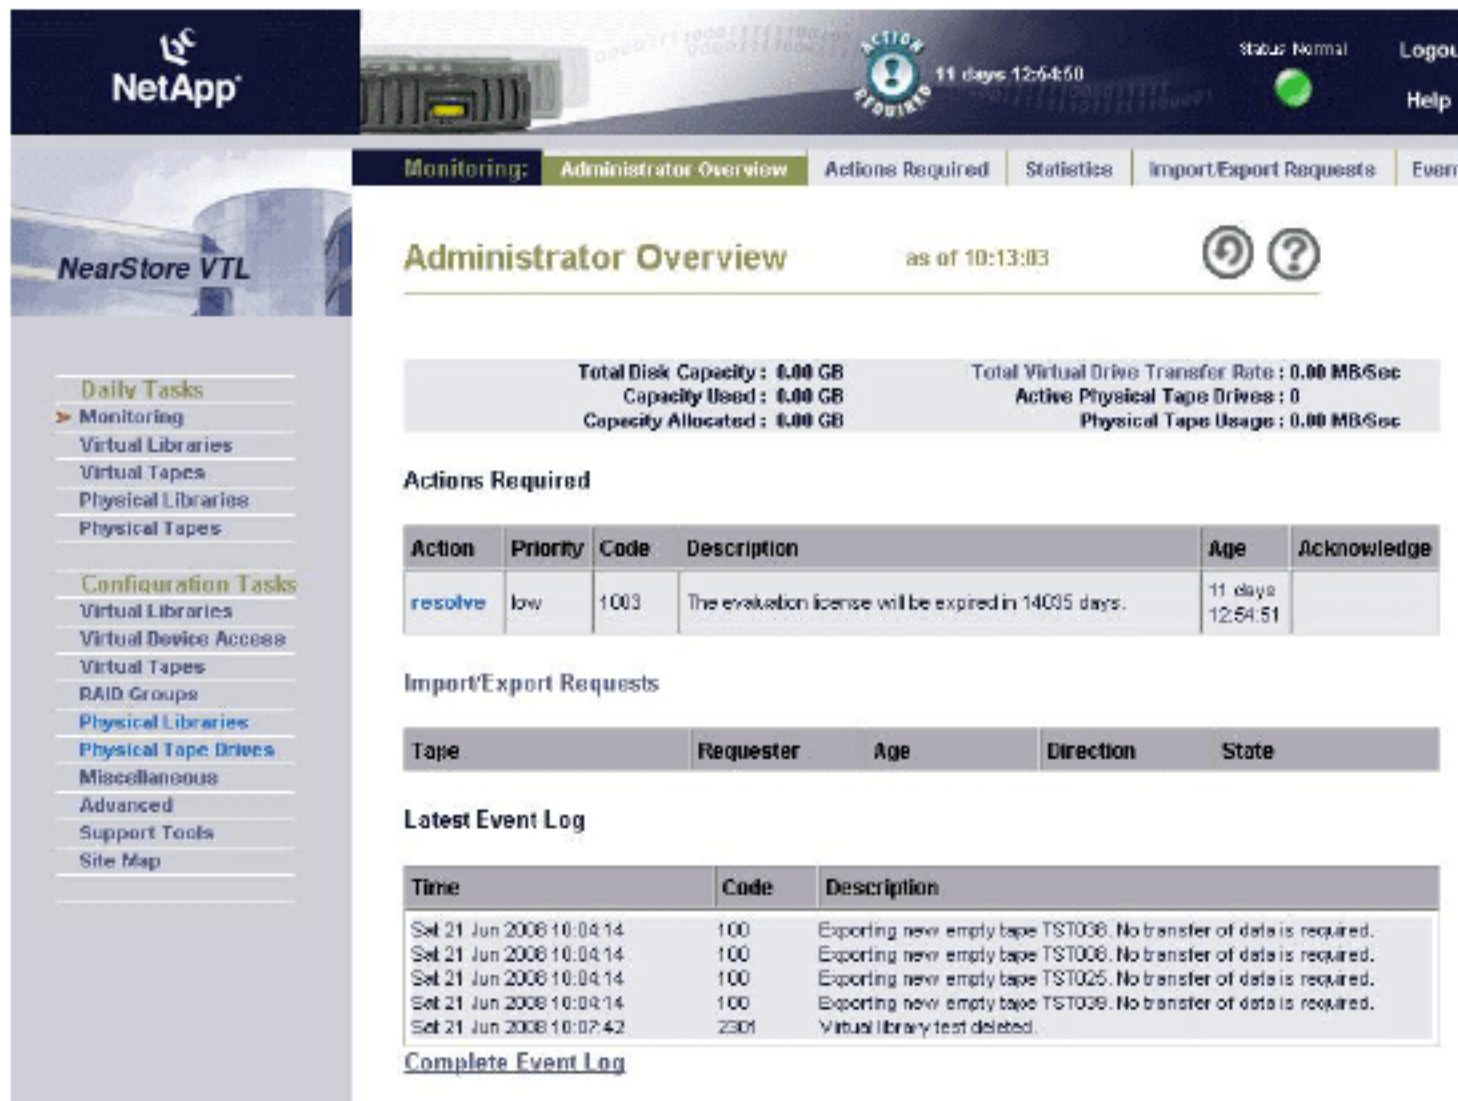 NetApp
ACTION REQUIRED
11 days 12:54:50
Status Normal
Logou
Help
NearStore VTL
Monitoring:
Administrator Overview
Actions Required
Statistics
Import/Export Requests
Even
Administrator Overview
as of 10:13:03
Total Disk Capacity : 0.00 GB
Total Virtual Drive Transfer Rate : 0.00 MB/Sec
Capacity Used : 0.00 GB
Active Physical Tape Drives : 0
Capacity Allocated : 0.00 GB
Physical Tape Usage : 0.00 MB/Sec
Daily Tasks
Monitoring
Virtual Libraries
Virtual Tapes
Physical Libraries
Physical Tapes
Configuration Tasks
Virtual Libraries
Virtual Device Access
Virtual Tapes
RAID Groups
Physical Libraries
Physical Tape Drives
Miscellaneous
Advanced
Support Tools
Site Map
Actions Required
Action Priority Code Description Age Acknowledge
resolve low 1003 The evaluation license will be expired in 14035 days. 11 days 12:54:51
Import/Export Requests
Tape Requester Age Direction State
Latest Event Log
Time Code Description
Sat 21 Jun 2008 10:04:14 100 Exporting new empty tape TST038. No transfer of data is required.
Sat 21 Jun 2008 10:04:14 100 Exporting new empty tape TST008. No transfer of data is required.
Sat 21 Jun 2008 10:04:14 100 Exporting new empty tape TST025. No transfer of data is required.
Sat 21 Jun 2008 10:04:14 100 Exporting new empty tape TST039. No transfer of data is required.
Sat 21 Jun 2008 10:07:42 2301 Virtual library test deleted.
Complete Event Log